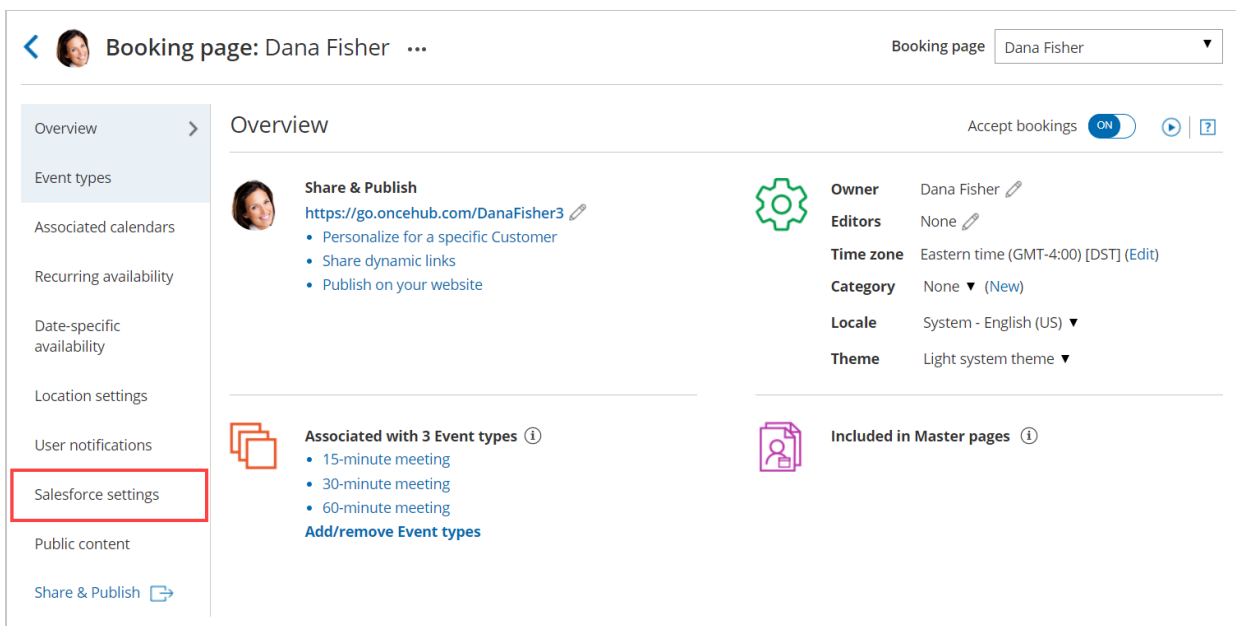 Booking page: Dana Fisher ...
Booking page Dana Fisher
Overview
Event types
Associated calendars
Recurring availability
Date-specific
availability
Location settings
User notifications
Salesforce settings
Public content
Share & Publish
Overview
Accept bookings ON
Share & Publish
https://go.oncehub.com/DanaFisher3
• Personalize for a specific Customer
• Share dynamic links
• Publish on your website
Owner Dana Fisher
Editors None
Time zone Eastern time (GMT-4:00) [DST] (Edit)
Category None ▼ (New)
Locale System - English (US) ▼
Theme Light system theme ▼
Associated with 3 Event types
• 15-minute meeting
• 30-minute meeting
• 60-minute meeting
Add/remove Event types
Included in Master pages